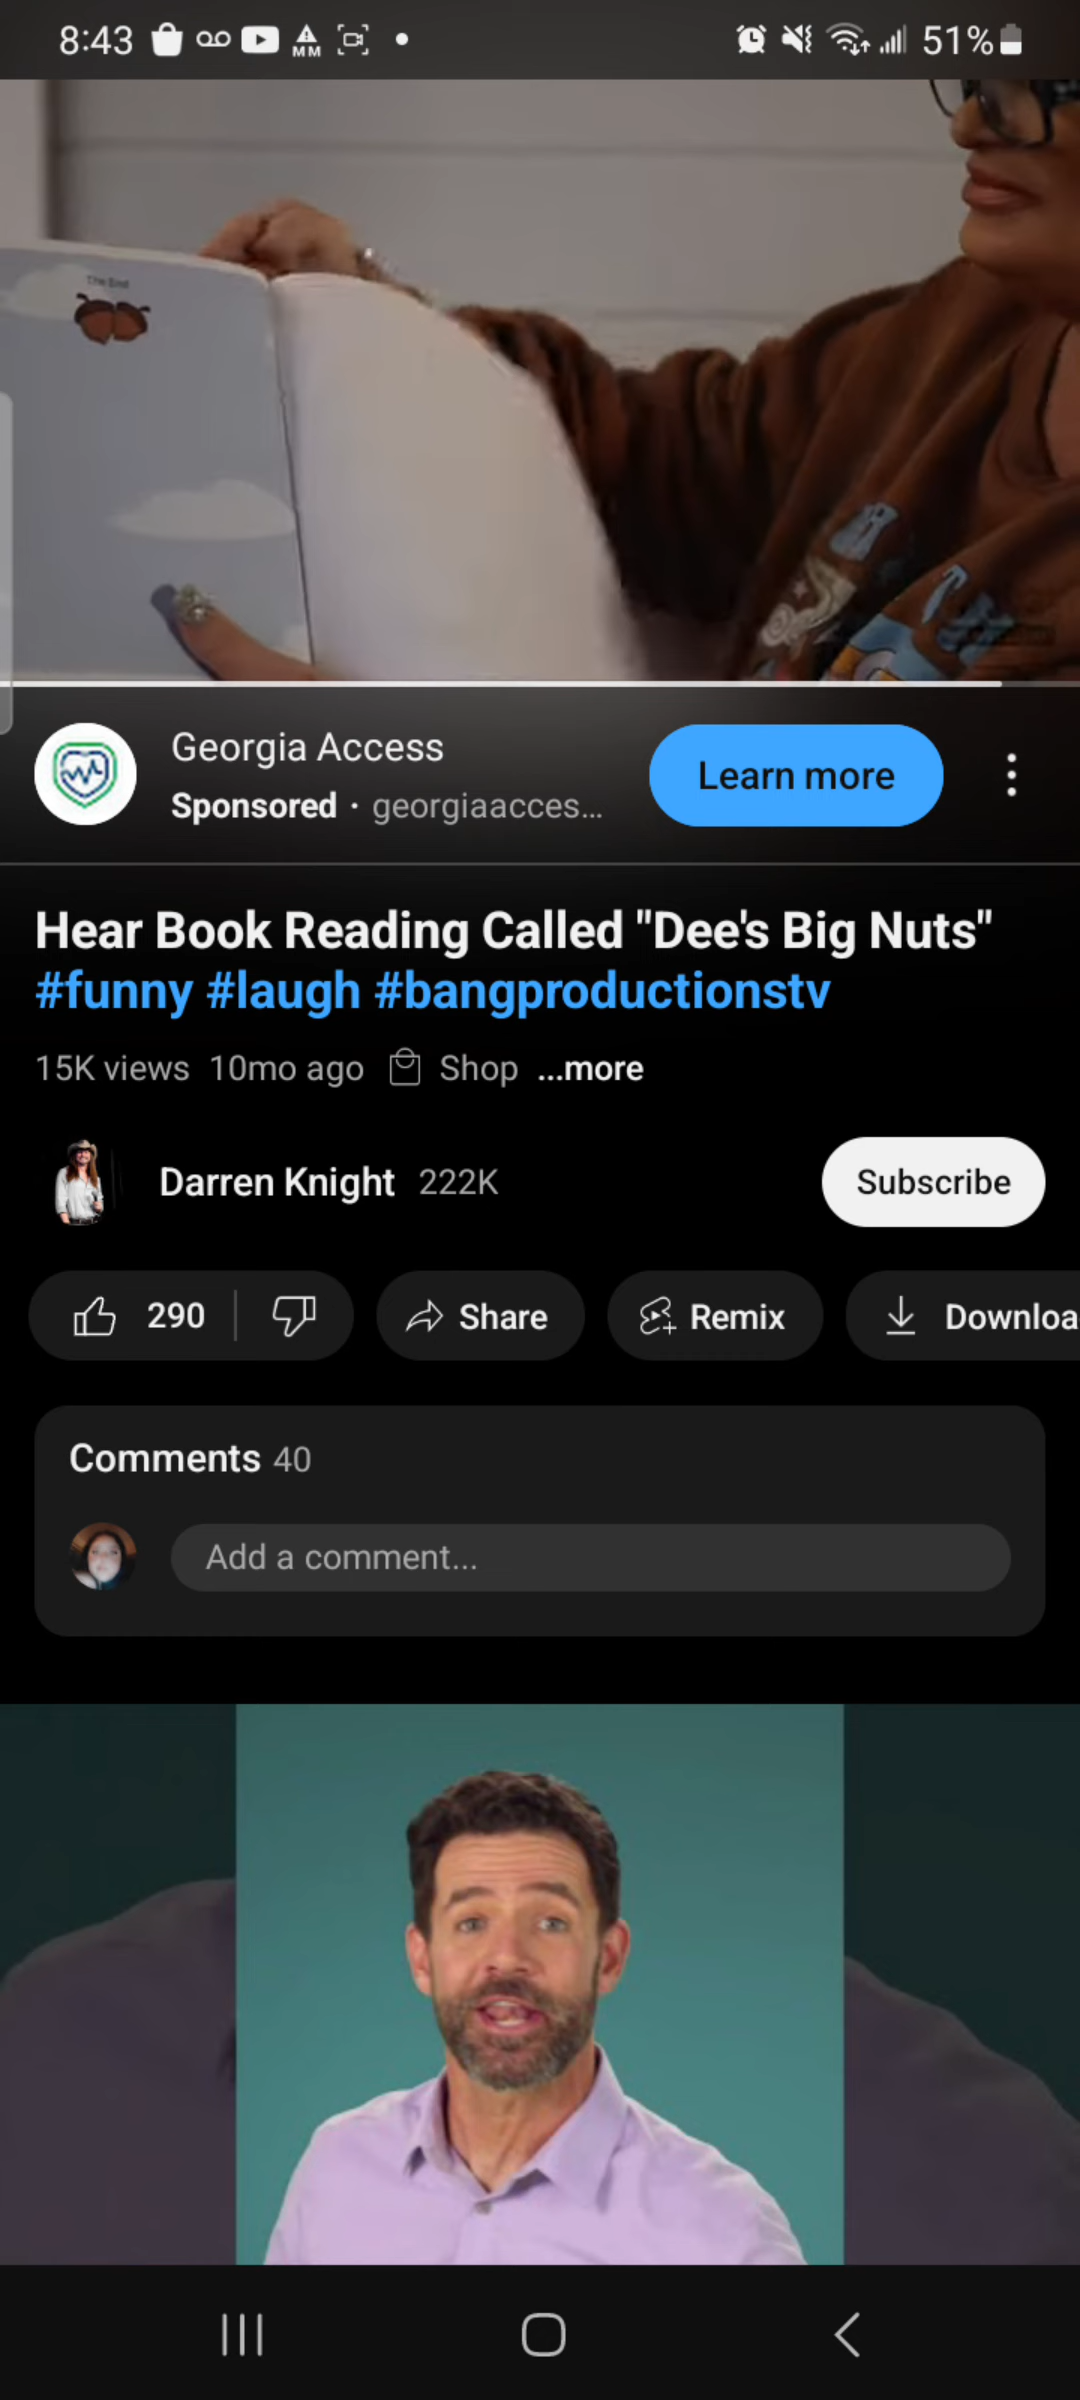 8:43
MM
51%
The End
Georgia Access
Sponsored · georgiaacces...
Learn more
Hear Book Reading Called "Dee's Big Nuts"
#funny #laugh #bangproductionstv
15K views 10mo ago Shop ...more
Darren Knight 222K
Subscribe
290
Share
Remix
Downloa
Comments 40
Add a comment...